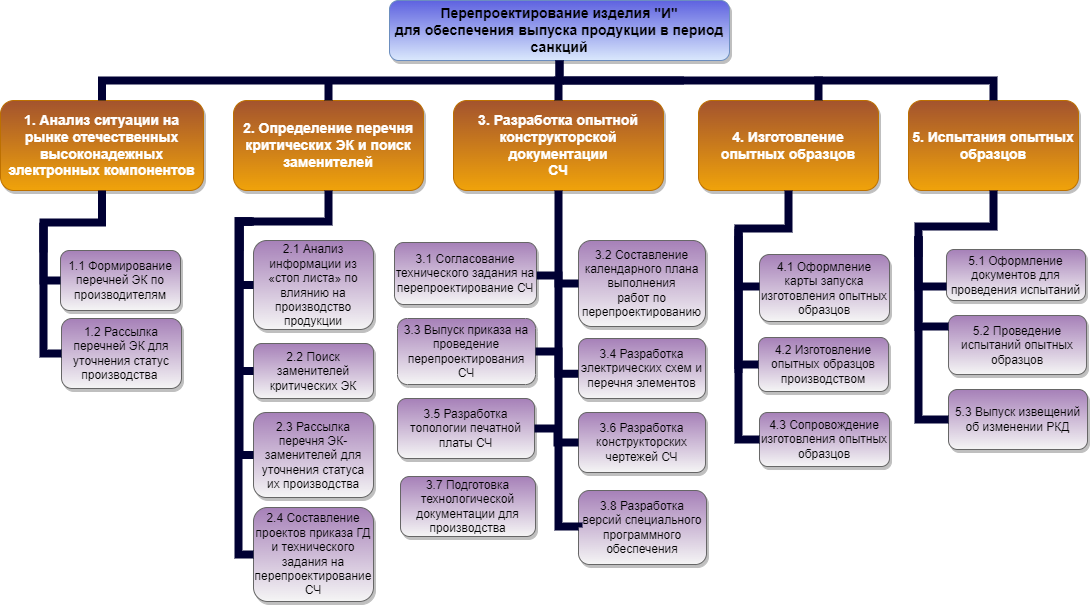 Перепроектирование изделия "И"
для обеспечения выпуска продукции в период
санкций
1. Анализ ситуации на
рынке отечественных
высоконадежных
электронных компонентов
2. Определение перечня
критических ЭК и поиск
заменителей
3. Разработка опытной
конструкторской
документации
СЧ
4. Изготовление
опытных образцов
5. Испытания опытных
образцов
1.1 Формирование
перечней ЭК по
производителям
1.2 Рассылка
перечней ЭК для
уточнения статус
производства
2.1 Анализ
информации из
«стоп листа» по
влиянию на
производство
продукции
2.2 Поиск
заменителей
критических ЭК
2.3 Рассылка
перечня ЭК-
заменителей для
уточнения статуса
их производства
2.4 Составление
проектов приказа ГД
и технического
задания на
перепроектирование
СЧ
3.1 Согласование
технического задания на
перепроектирование СЧ
3.2 Составление
календарного плана
выполнения
работ по
перепроектированию
3.3 Выпуск приказа на
проведение
перепроектирования
СЧ
3.4 Разработка
электрических схем и
перечня элементов
3.5 Разработка
топологии печатной
платы СЧ
3.6 Разработка
конструкторских
чертежей СЧ
3.7 Подготовка
технологической
документации для
производства
3.8 Разработка
версий специального
программного
обеспечения
4.1 Оформление
карты запуска
изготовления опытных
образцов
4.2 Изготовление
опытных образцов
производством
4.3 Сопровождение
изготовления опытных
образцов
5.1 Оформление
документов для
проведения испытаний
5.2 Проведение
испытаний опытных
образцов
5.3 Выпуск извещений
об изменении РКД